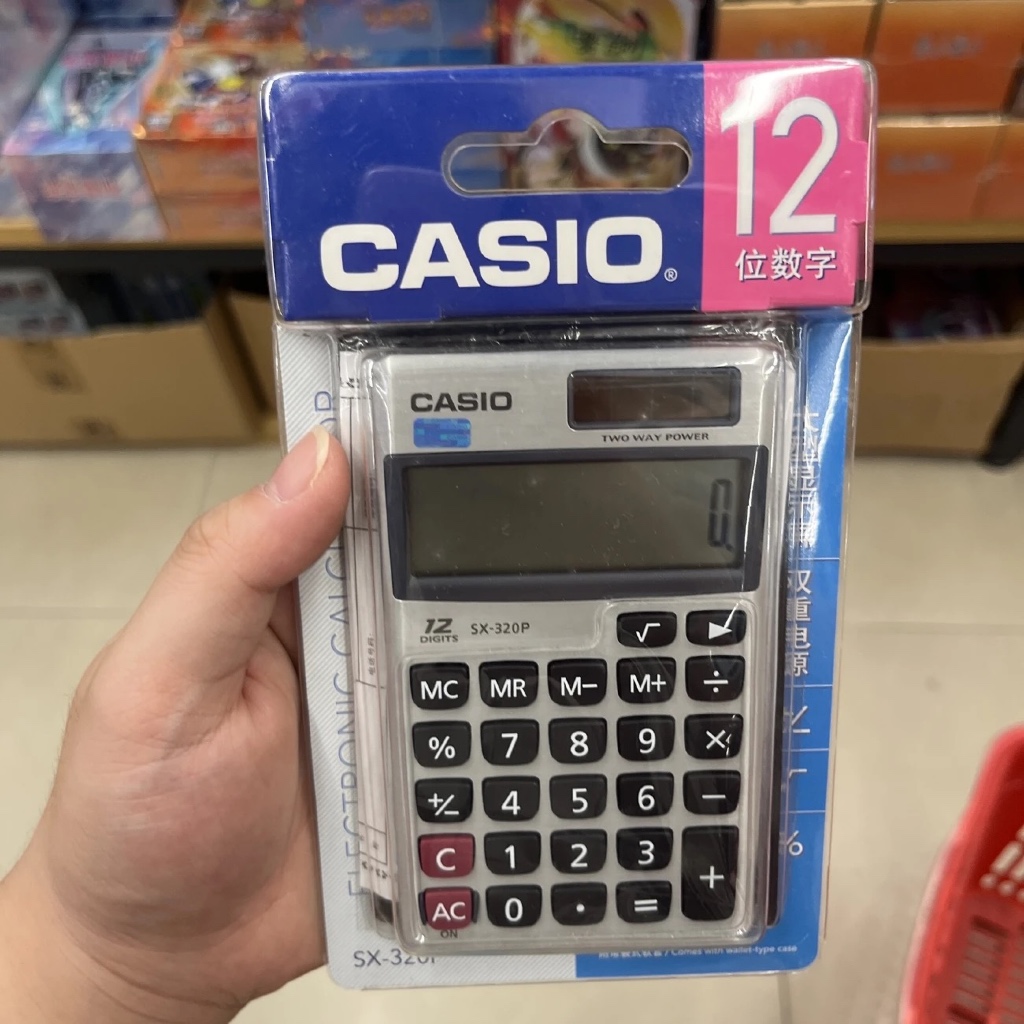 CASIO®
12
位数字
CASIO
TWO WAY POWER
0.
12
DIGITS
SX-320P
√
MC MR M− M+ ÷
% 7 8 9 ×
+/− 4 5 6 −
C 1 2 3 +
AC 0 · =
ON
ELECTRONIC CALCULATOR
双重电源
+/−
√
%
SX-320P
/ Comes with wallet-type case